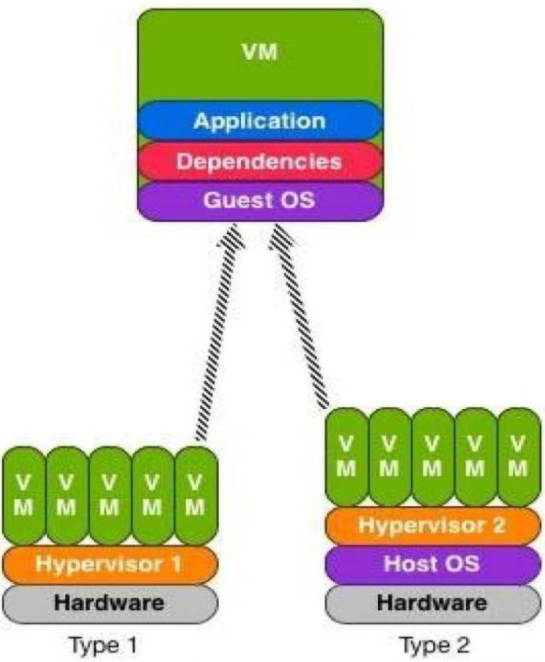 VM
Application
Dependencies
Guest OS
V M
V M
V M
V M
V M
Hypervisor 1
Hardware
Type 1
V M
V M
V M
V M
V M
Hypervisor 2
Host OS
Hardware
Type 2